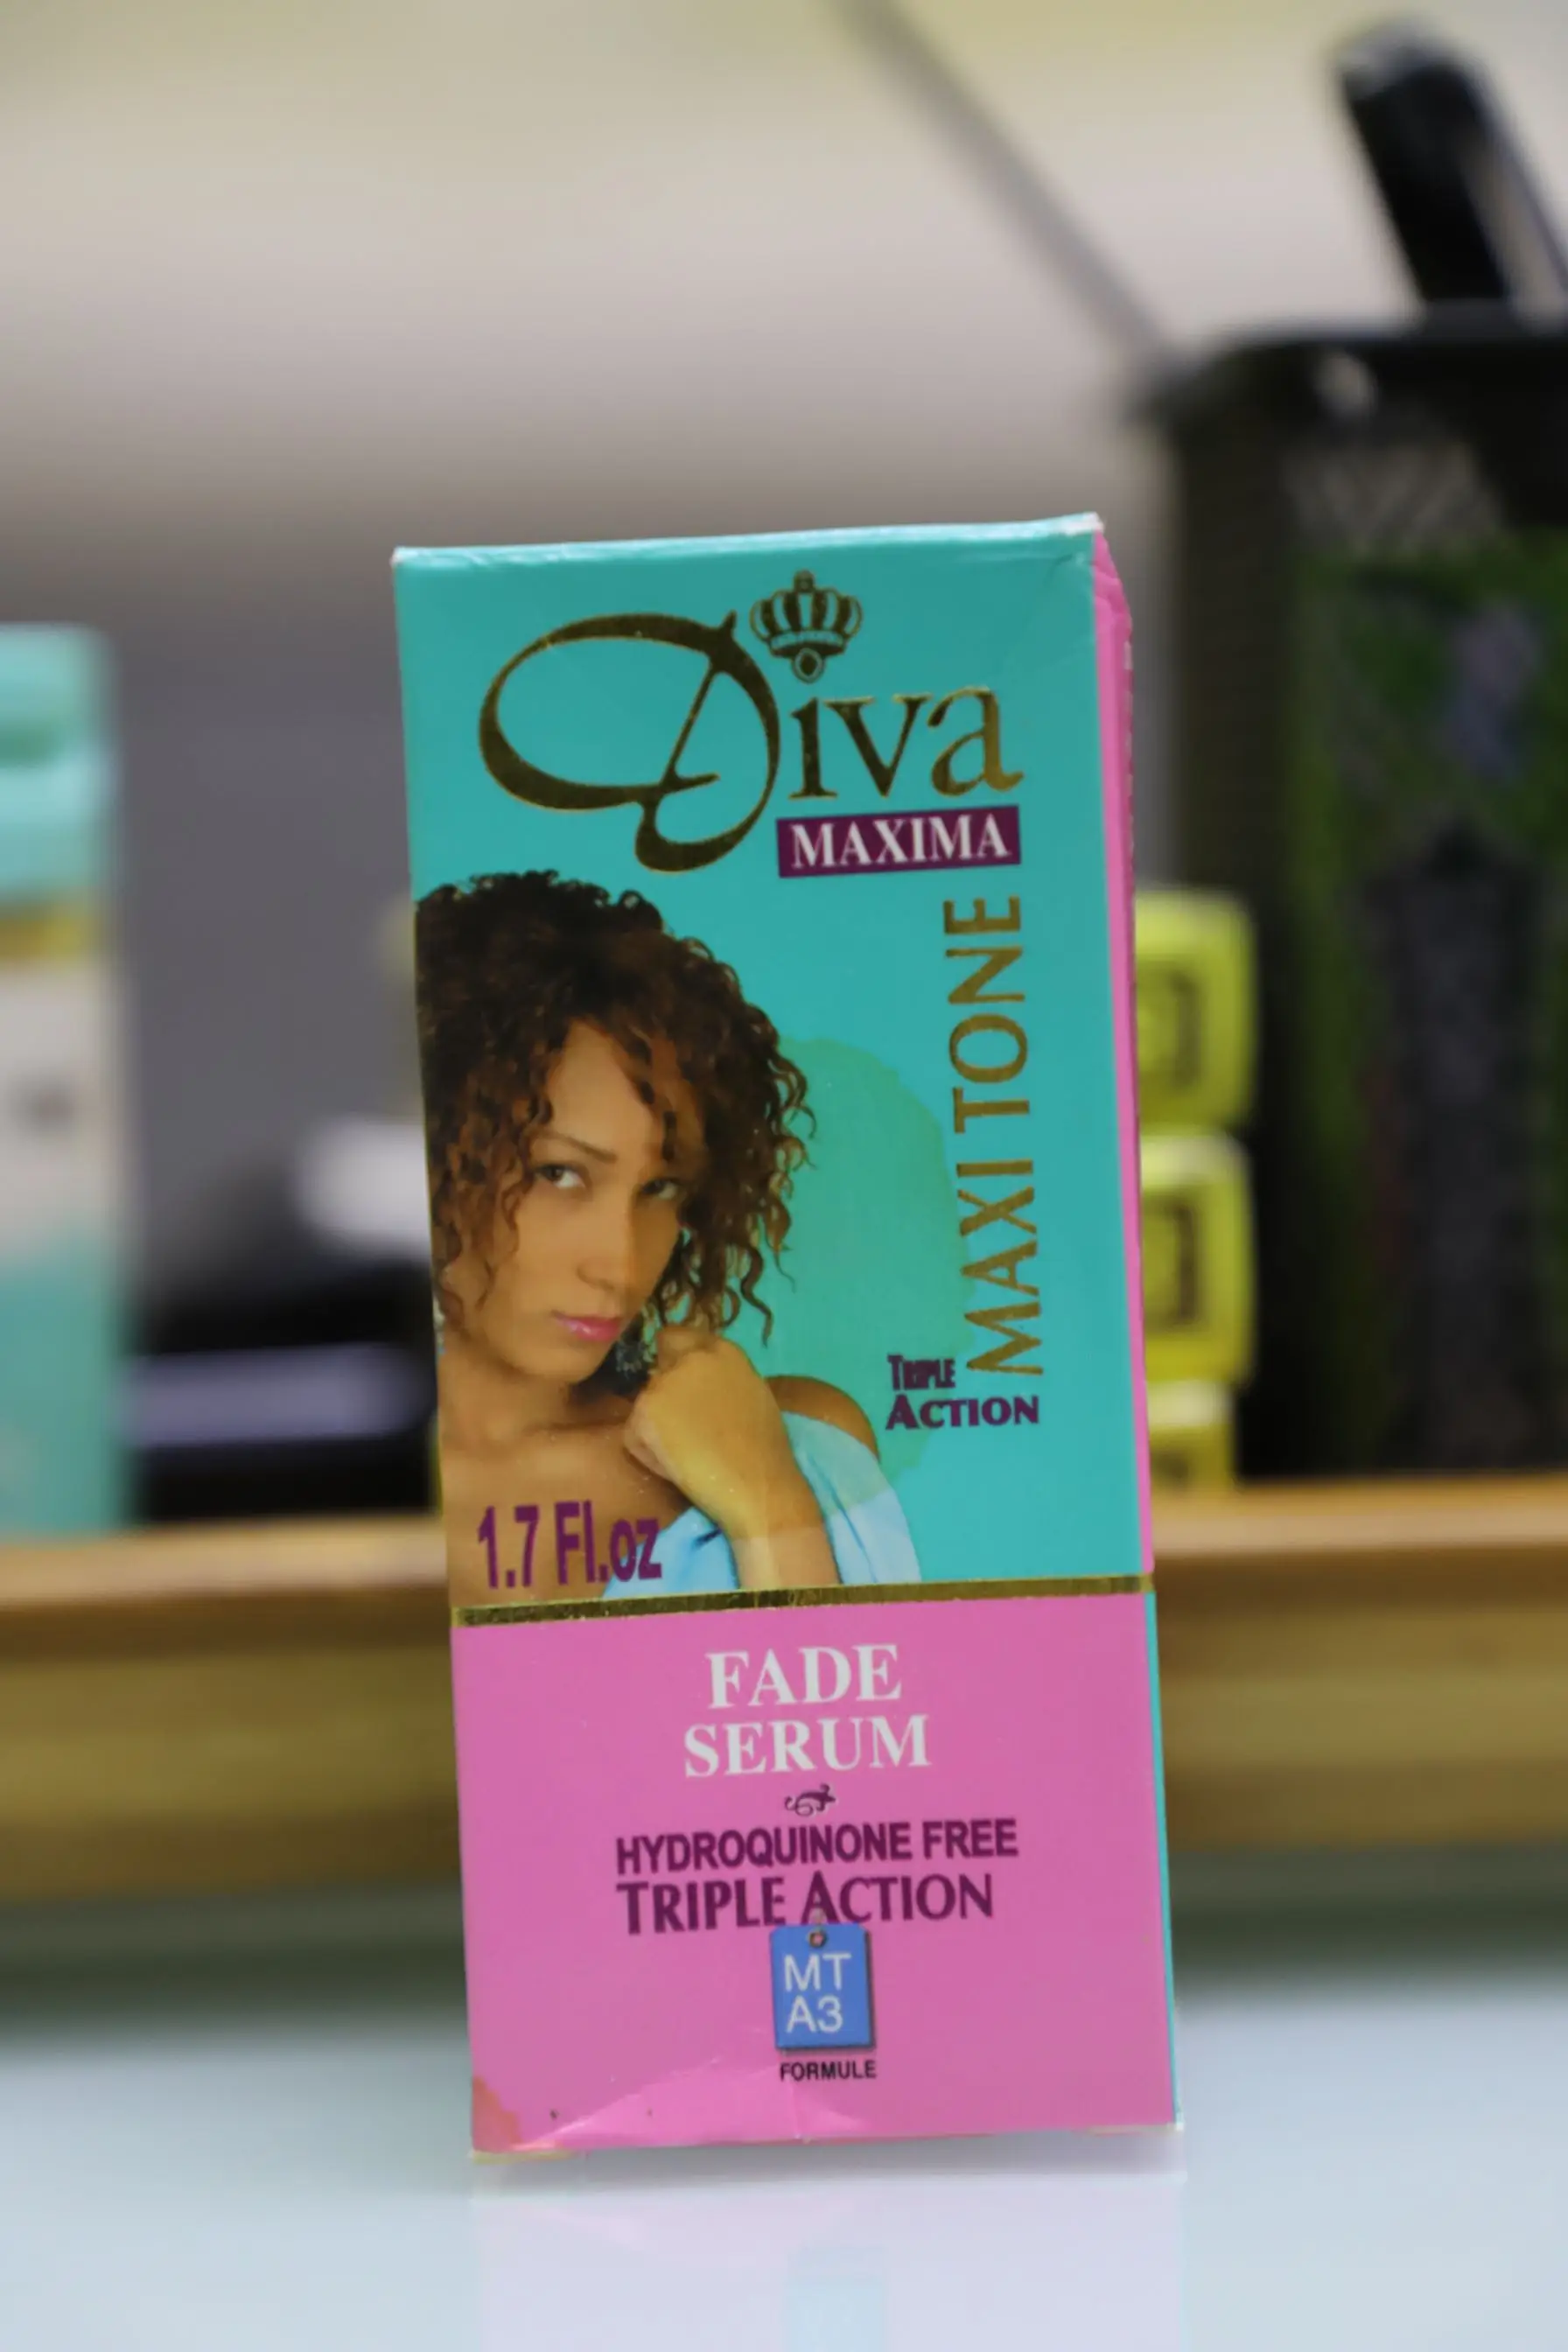 Diva
MAXIMA
MAXI TONE
TRIPLE
ACTION
1.7 Fl.oz
FADE
SERUM
HYDROQUINONE FREE
TRIPLE ACTION
MT
A3
FORMULE